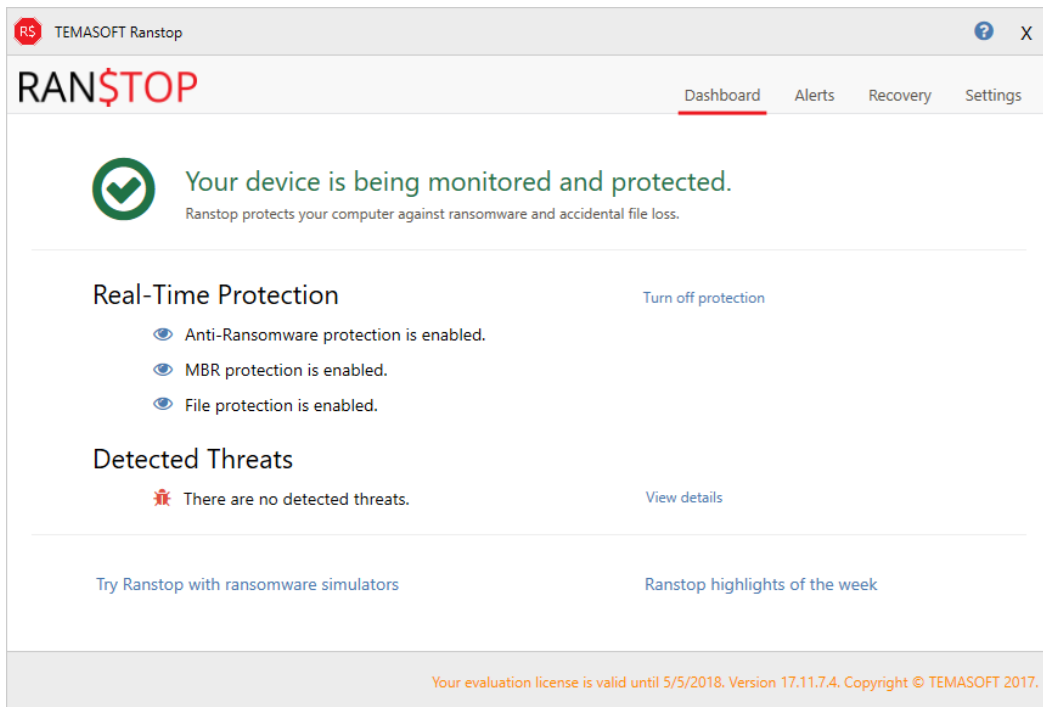 R$ TEMASOFT Ranstop ? X
RAN$TOP Dashboard Alerts Recovery Settings
Your device is being monitored and protected.
Ranstop protects your computer against ransomware and accidental file loss.
Real-Time Protection Turn off protection
Anti-Ransomware protection is enabled.
MBR protection is enabled.
File protection is enabled.
Detected Threats
There are no detected threats. View details
Try Ranstop with ransomware simulators Ranstop highlights of the week
Your evaluation license is valid until 5/5/2018. Version 17.11.7.4. Copyright © TEMASOFT 2017.